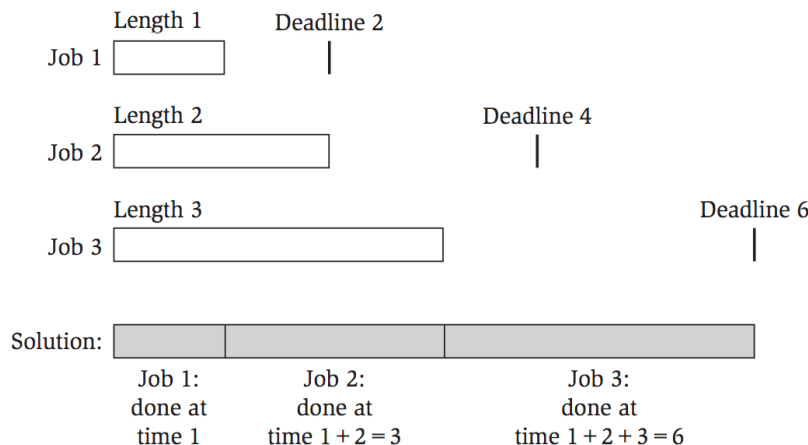 Length 1
Deadline 2
Job 1
Length 2
Deadline 4
Job 2
Length 3
Deadline 6
Job 3
Solution:
Job 1:
done at
time 1
Job 2:
done at
time 1 + 2 = 3
Job 3:
done at
time 1 + 2 + 3 = 6